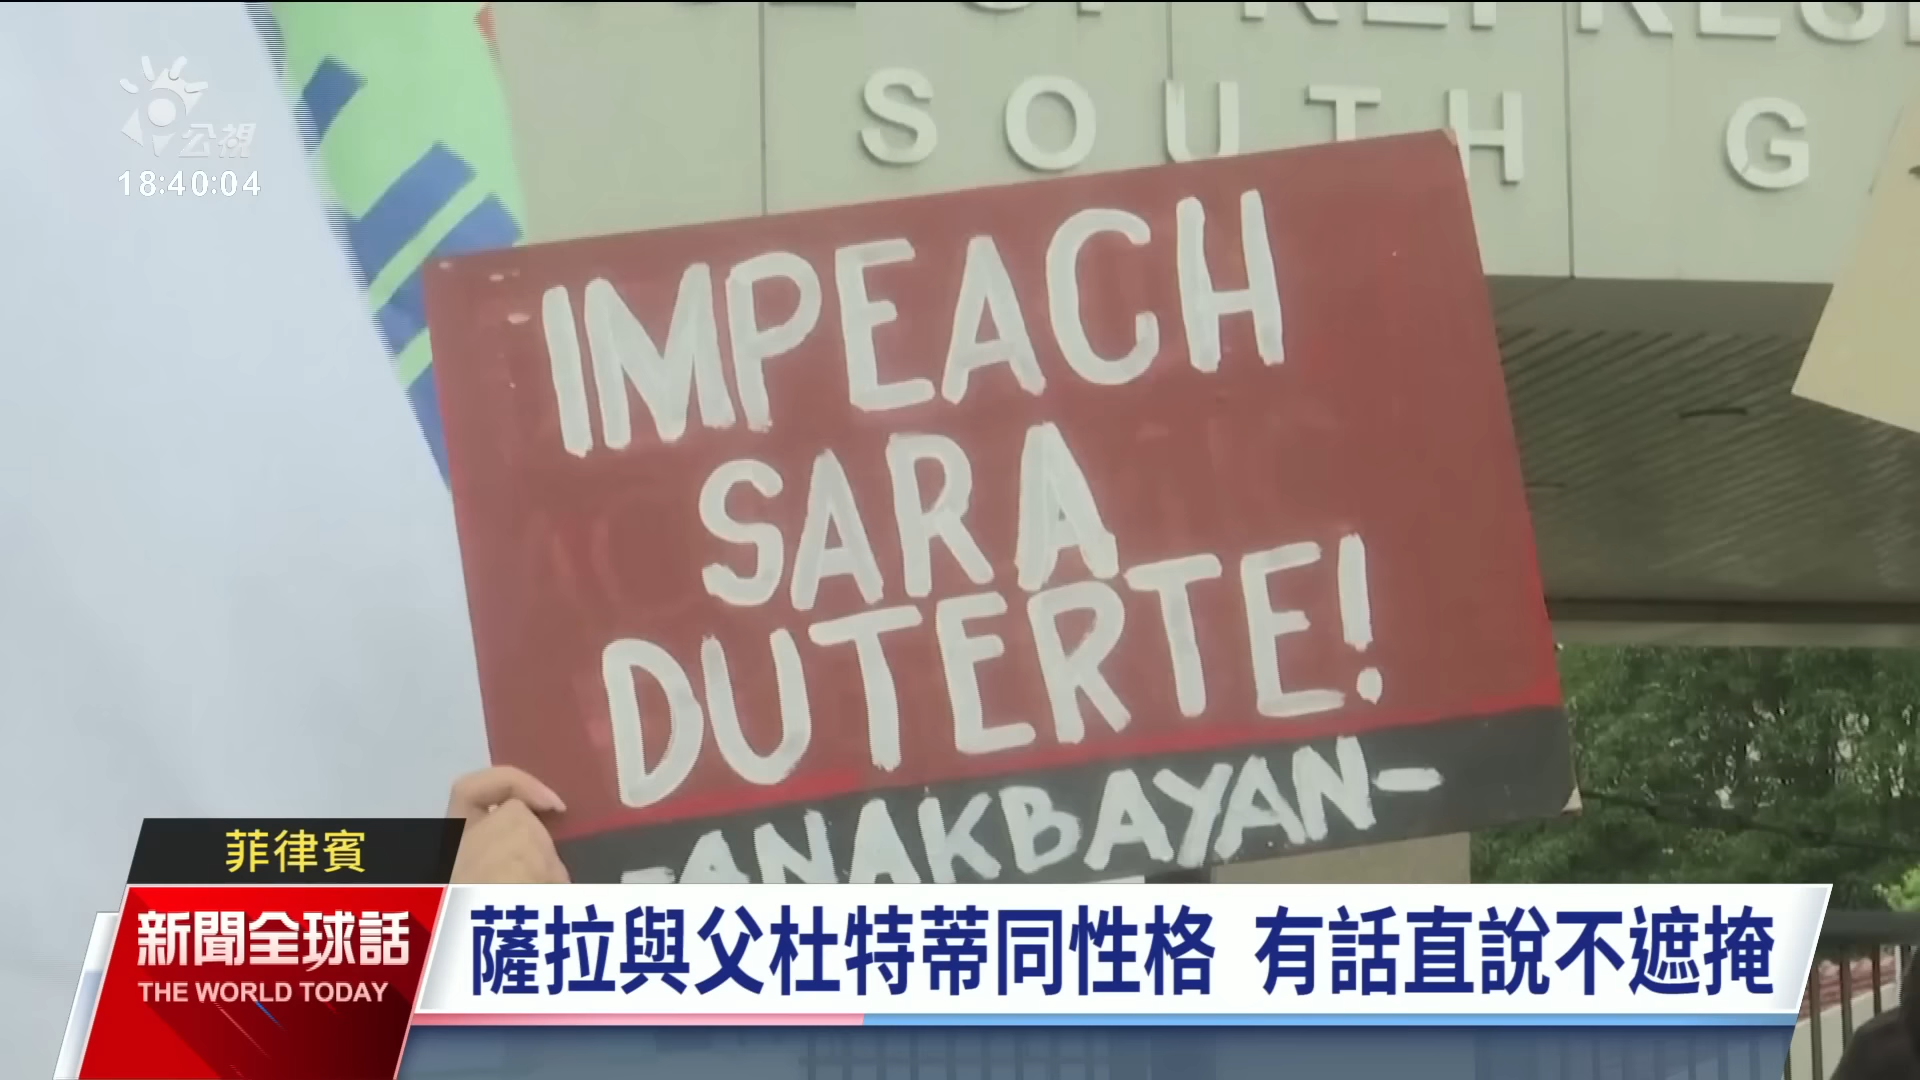 公視
18:40:04
SOUTH G
IMPEACH
SARA
DUTERTE!
-ANAKBAYAN-
菲律賓
新聞全球話
THE WORLD TODAY
薩拉與父杜特蒂同性格 有話直說不遮掩